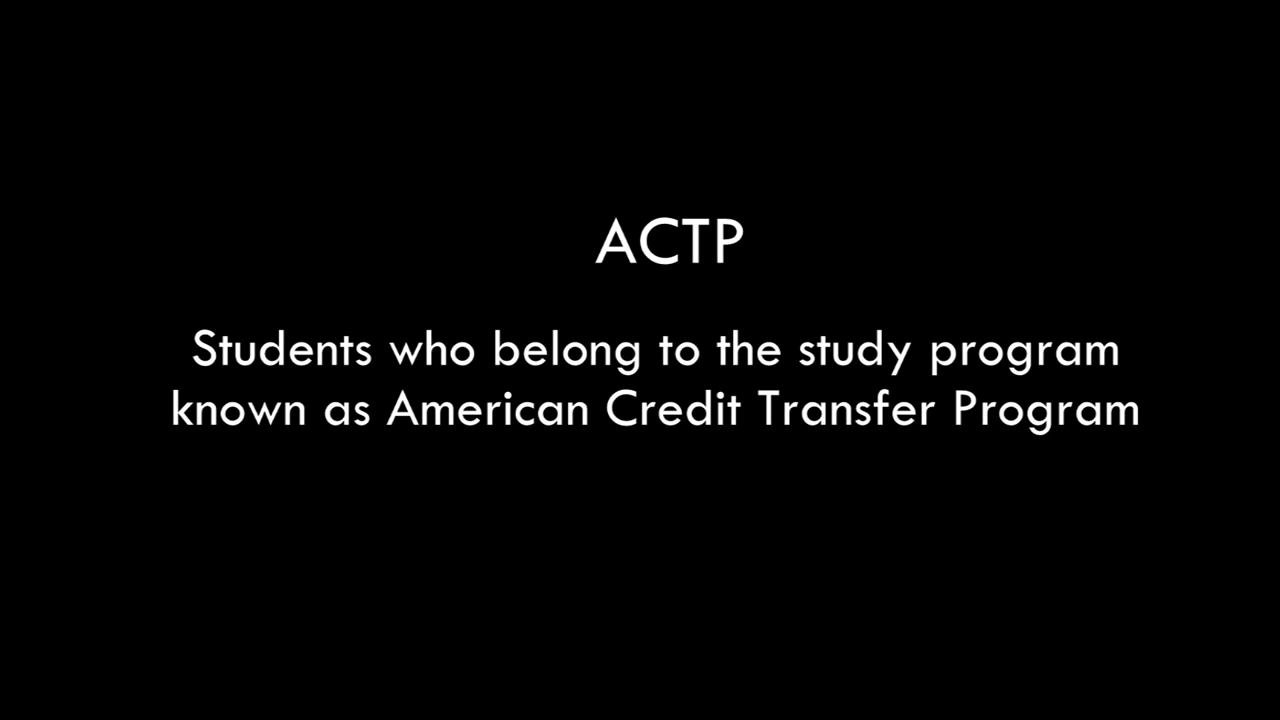 ACTP
Students who belong to the study program
known as American Credit Transfer Program